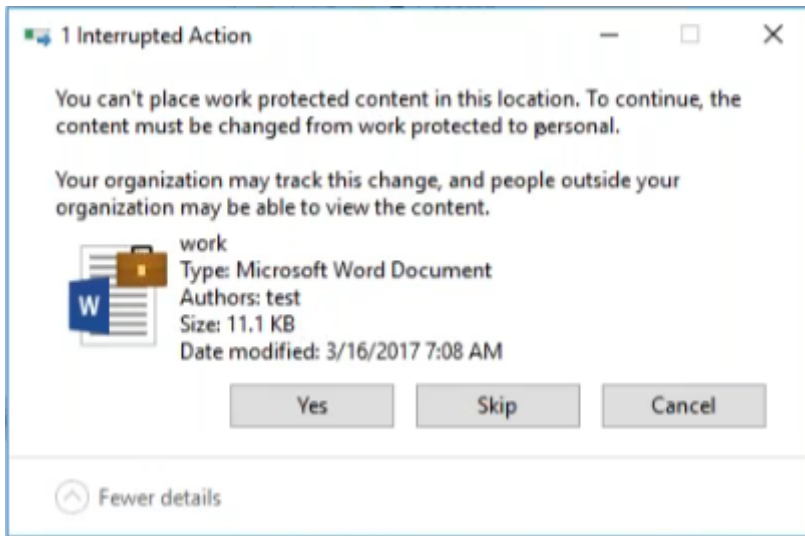 1 Interrupted Action
You can't place work protected content in this location. To continue, the
content must be changed from work protected to personal.
Your organization may track this change, and people outside your
organization may be able to view the content.
work
Type: Microsoft Word Document
Authors: test
Size: 11.1 KB
Date modified: 3/16/2017 7:08 AM
W
Yes
Skip
Cancel
Fewer details